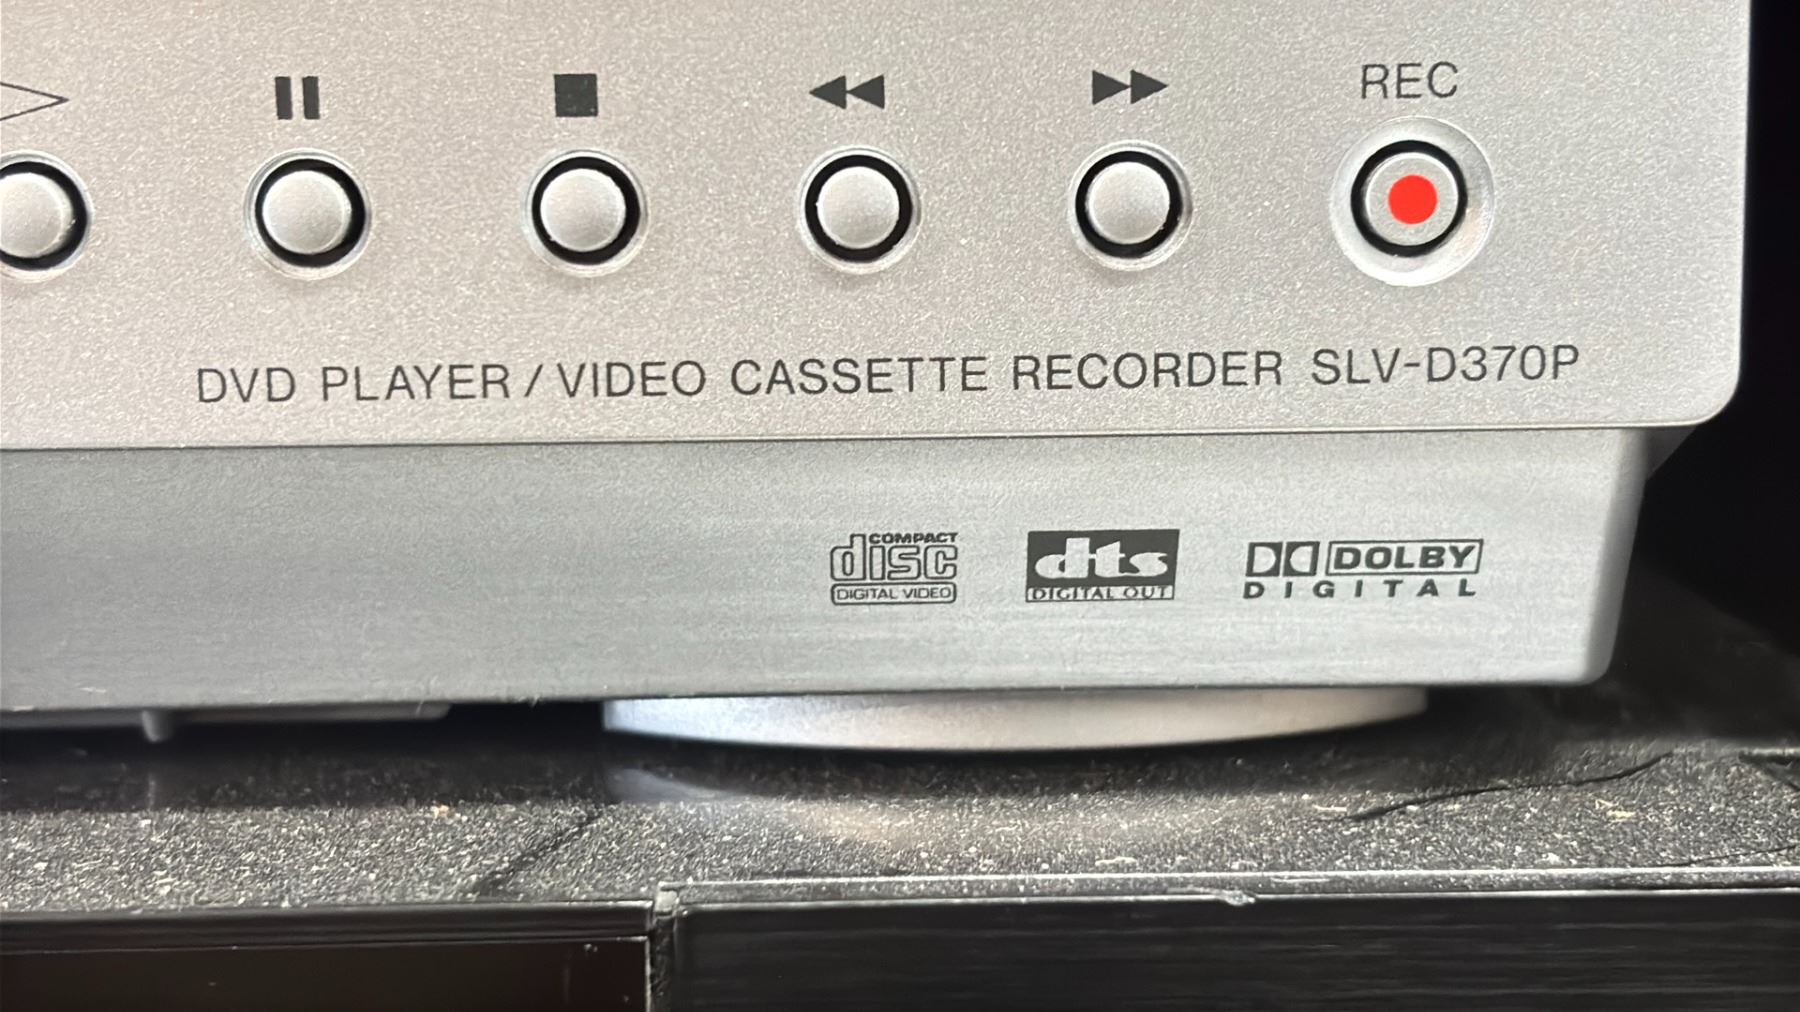 REC
DVD PLAYER / VIDEO CASSETTE RECORDER SLV-D370P
COMPACT
disc
DIGITAL VIDEO
dts
DIGITAL OUT
DOLBY
DIGITAL